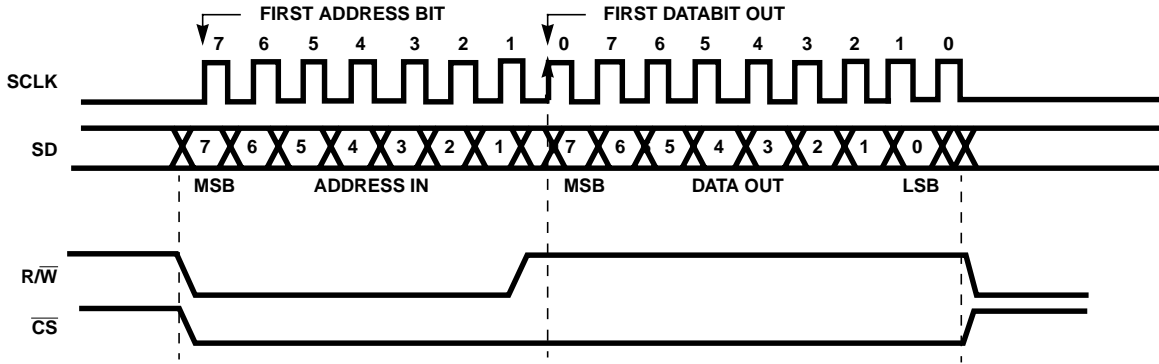 FIRST ADDRESS BIT FIRST DATABIT OUT
7 6 5 4 3 2 1 0 7 6 5 4 3 2 1 0
SCLK
SD 7 6 5 4 3 2 1 7 6 5 4 3 2 1 0
MSB ADDRESS IN MSB DATA OUT LSB
R/W̅
C̅S̅